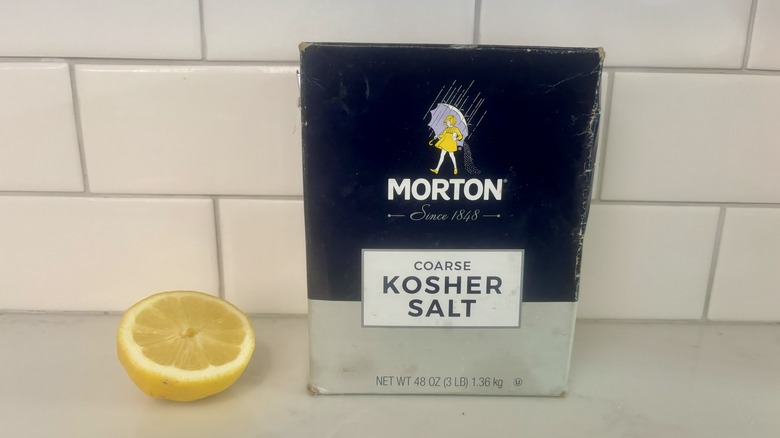 MORTON®
Since 1848
COARSE
KOSHER
SALT
NET WT 48 OZ (3 LB) 1.36 kg Ⓤ